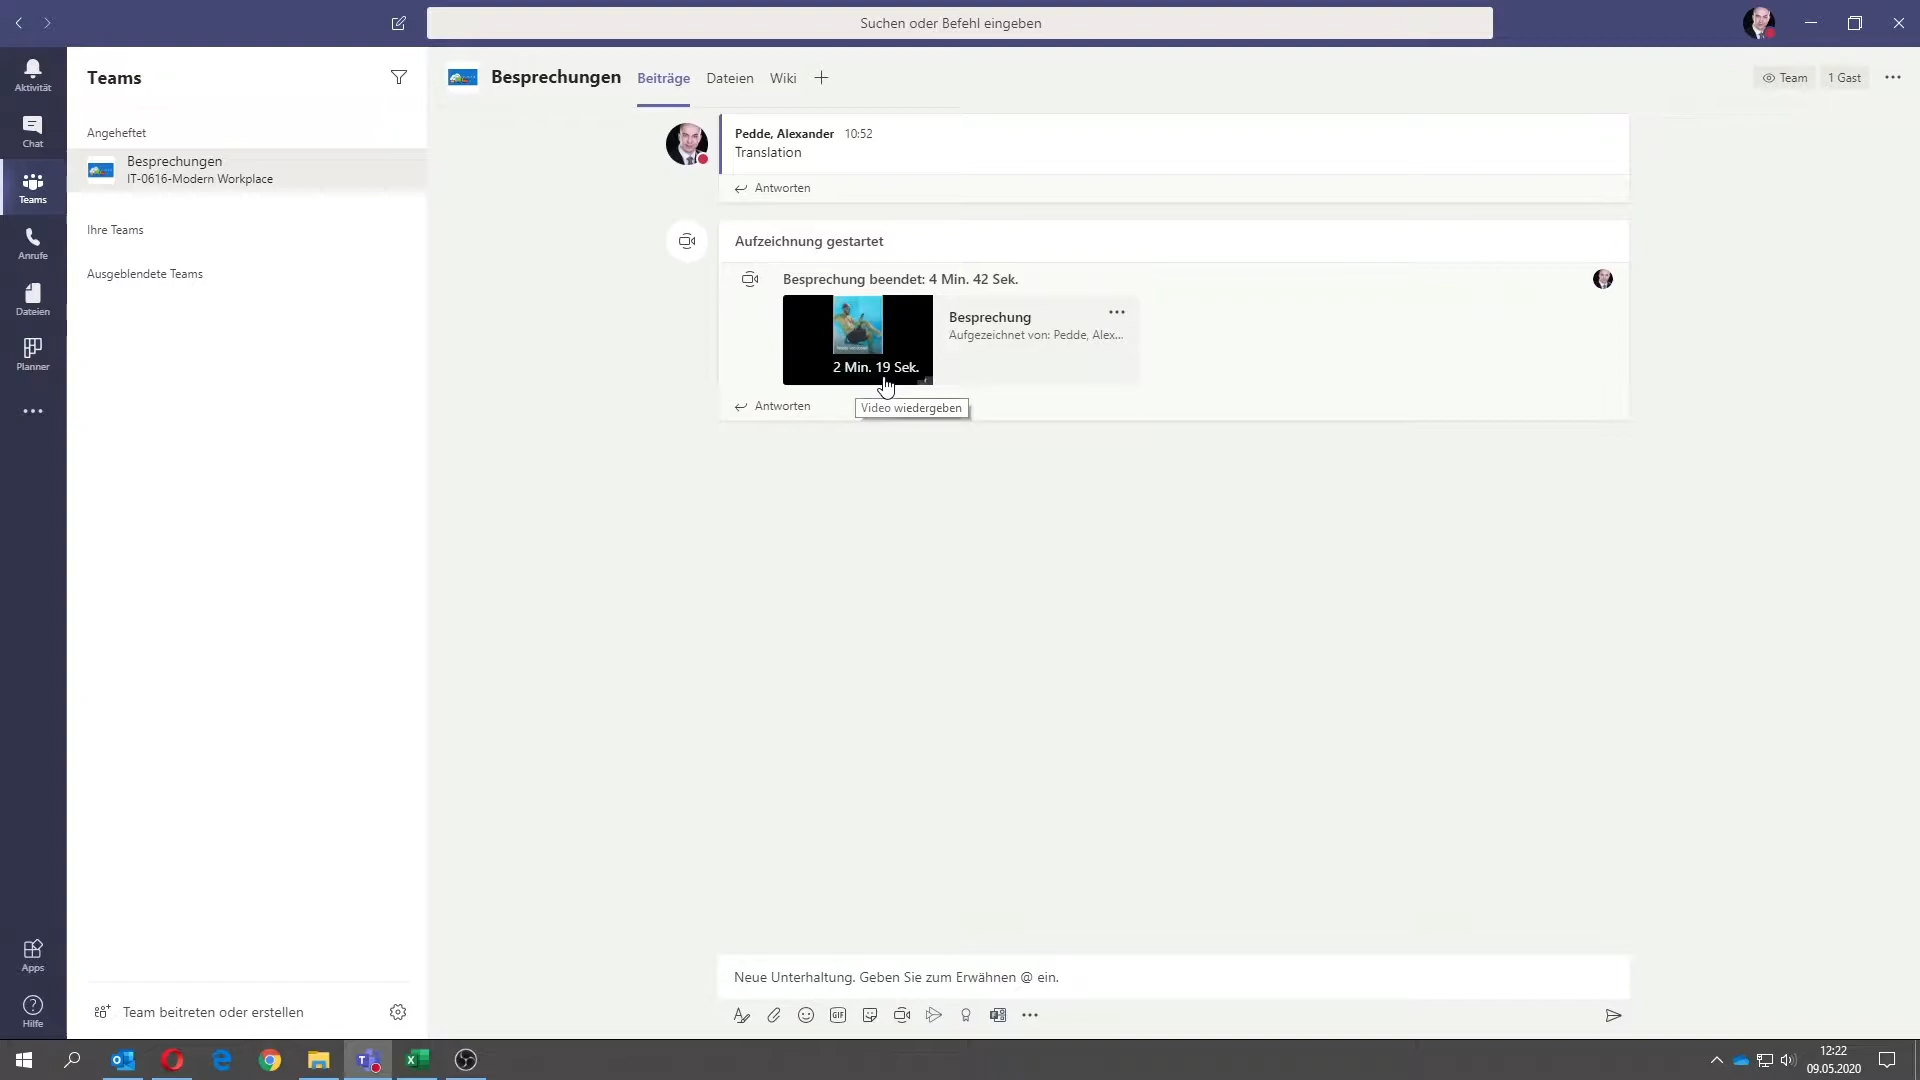 Suchen oder Befehl eingeben
Aktivität
Chat
Teams
Anrufe
Dateien
Planner
Apps
Hilfe
Teams
Angeheftet
Besprechungen
IT-0616-Modern Workplace
Ihre Teams
Ausgeblendete Teams
Team beitreten oder erstellen
Besprechungen Beiträge Dateien Wiki
Team 1 Gast
Pedde, Alexander 10:52
Translation
Antworten
Aufzeichnung gestartet
Besprechung beendet: 4 Min. 42 Sek.
2 Min. 19 Sek.
Besprechung
Aufgezeichnet von: Pedde, Alex...
Antworten
Video wiedergeben
Neue Unterhaltung. Geben Sie zum Erwähnen @ ein.
GIF
12:22
09.05.2020